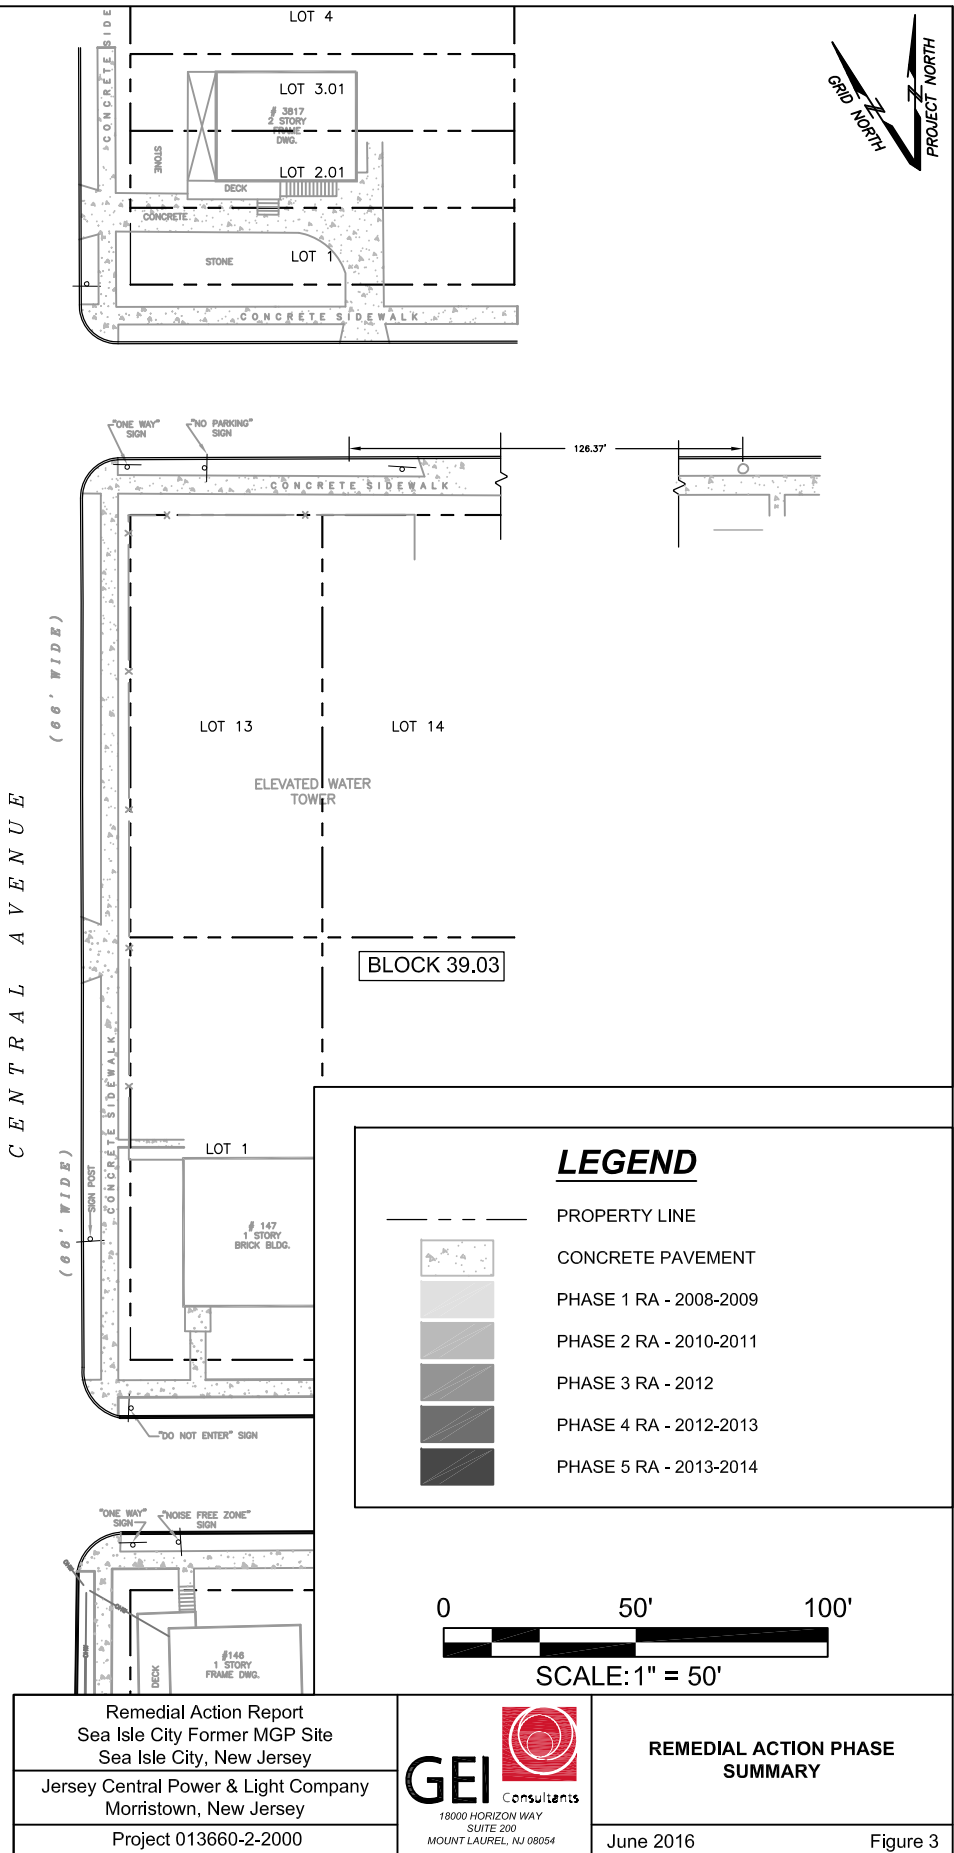 LOT 4
CONCRETE SIDE
LOT 3.01
# 3817
2 STORY
FRAME
DWG.
STONE
LOT 2.01
DECK
CONCRETE
STONE
LOT 1
CONCRETE SIDEWALK
GRID NORTH
PROJECT NORTH
"ONE WAY"
SIGN
"NO PARKING"
SIGN
126.37'
CONCRETE SIDEWALK
(66' WIDE)
LOT 13
LOT 14
ELEVATED WATER
TOWER
CENTRAL AVENUE
BLOCK 39.03
CONCRETE SIDEWALK
LOT 1
(66' WIDE)
SIGN POST
# 147
1 STORY
BRICK BLDG.
"DO NOT ENTER" SIGN
"ONE WAY"
SIGN
"NOISE FREE ZONE"
SIGN
OHW
OHW
OHW
DECK
#146
1 STORY
FRAME DWG.
LEGEND
PROPERTY LINE
CONCRETE PAVEMENT
PHASE 1 RA - 2008-2009
PHASE 2 RA - 2010-2011
PHASE 3 RA - 2012
PHASE 4 RA - 2012-2013
PHASE 5 RA - 2013-2014
0 50' 100'
SCALE: 1" = 50'
Remedial Action Report
Sea Isle City Former MGP Site
Sea Isle City, New Jersey
Jersey Central Power & Light Company
Morristown, New Jersey
Project 013660-2-2000
GEI
Consultants
18000 HORIZON WAY
SUITE 200
MOUNT LAUREL, NJ 08054
REMEDIAL ACTION PHASE
SUMMARY
June 2016
Figure 3